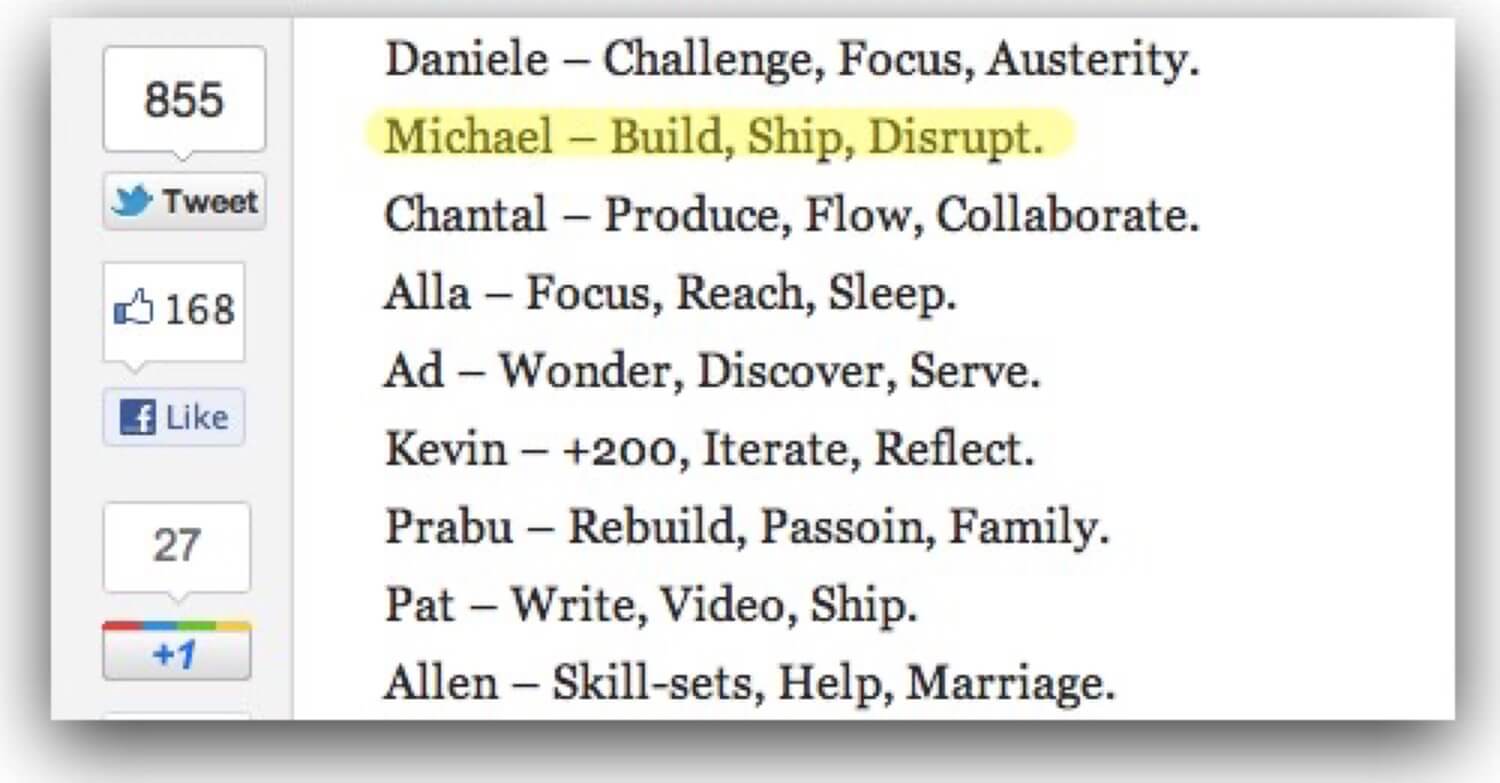 855
Tweet
168
Like
27
+1
Daniele – Challenge, Focus, Austerity.
Michael – Build, Ship, Disrupt.
Chantal – Produce, Flow, Collaborate.
Alla – Focus, Reach, Sleep.
Ad – Wonder, Discover, Serve.
Kevin – +200, Iterate, Reflect.
Prabu – Rebuild, Passoin, Family.
Pat – Write, Video, Ship.
Allen – Skill-sets, Help, Marriage.